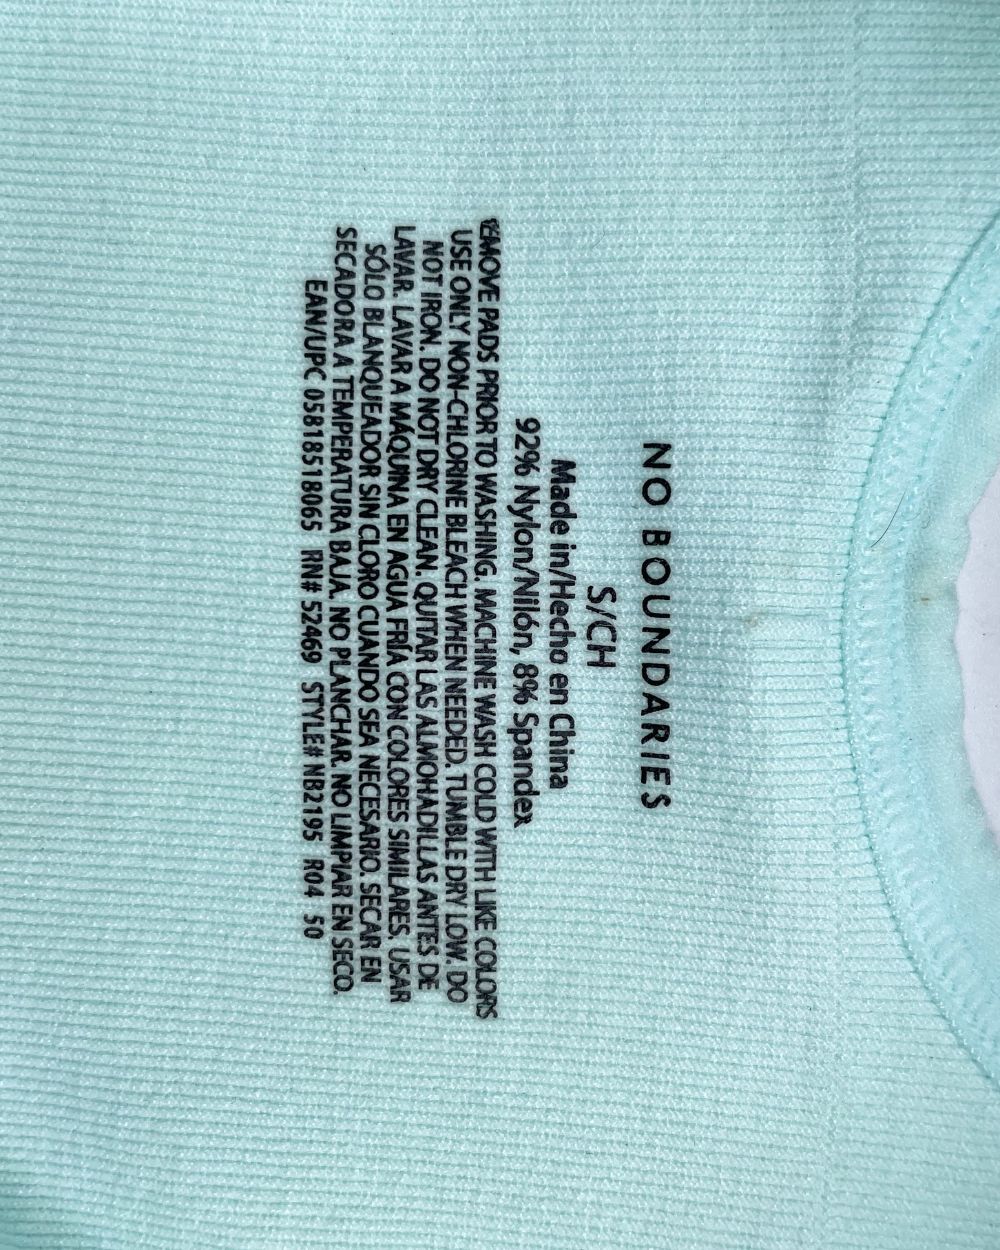 NO BOUNDARIES
S/CH
Made in/Hecho en China
92% Nylon/Nilón, 8% Spandex
REMOVE PADS PRIOR TO WASHING. MACHINE WASH COLD WITH LIKE COLORS
USE ONLY NON-CHLORINE BLEACH WHEN NEEDED. TUMBLE DRY LOW. DO
NOT IRON. DO NOT DRY CLEAN. QUITAR LAS ALMOHADILLAS ANTES DE
LAVAR. LAVAR A MÁQUINA EN AGUA FRÍA CON COLORES SIMILARES. USAR
SÓLO BLANQUEADOR SIN CLORO CUANDO SEA NECESARIO. SECAR EN
SECADORA A TEMPERATURA BAJA. NO PLANCHAR. NO LIMPIAR EN SECO.
EAN/UPC 05818518065 RN# 52469 STYLE# NB2195 R04 50